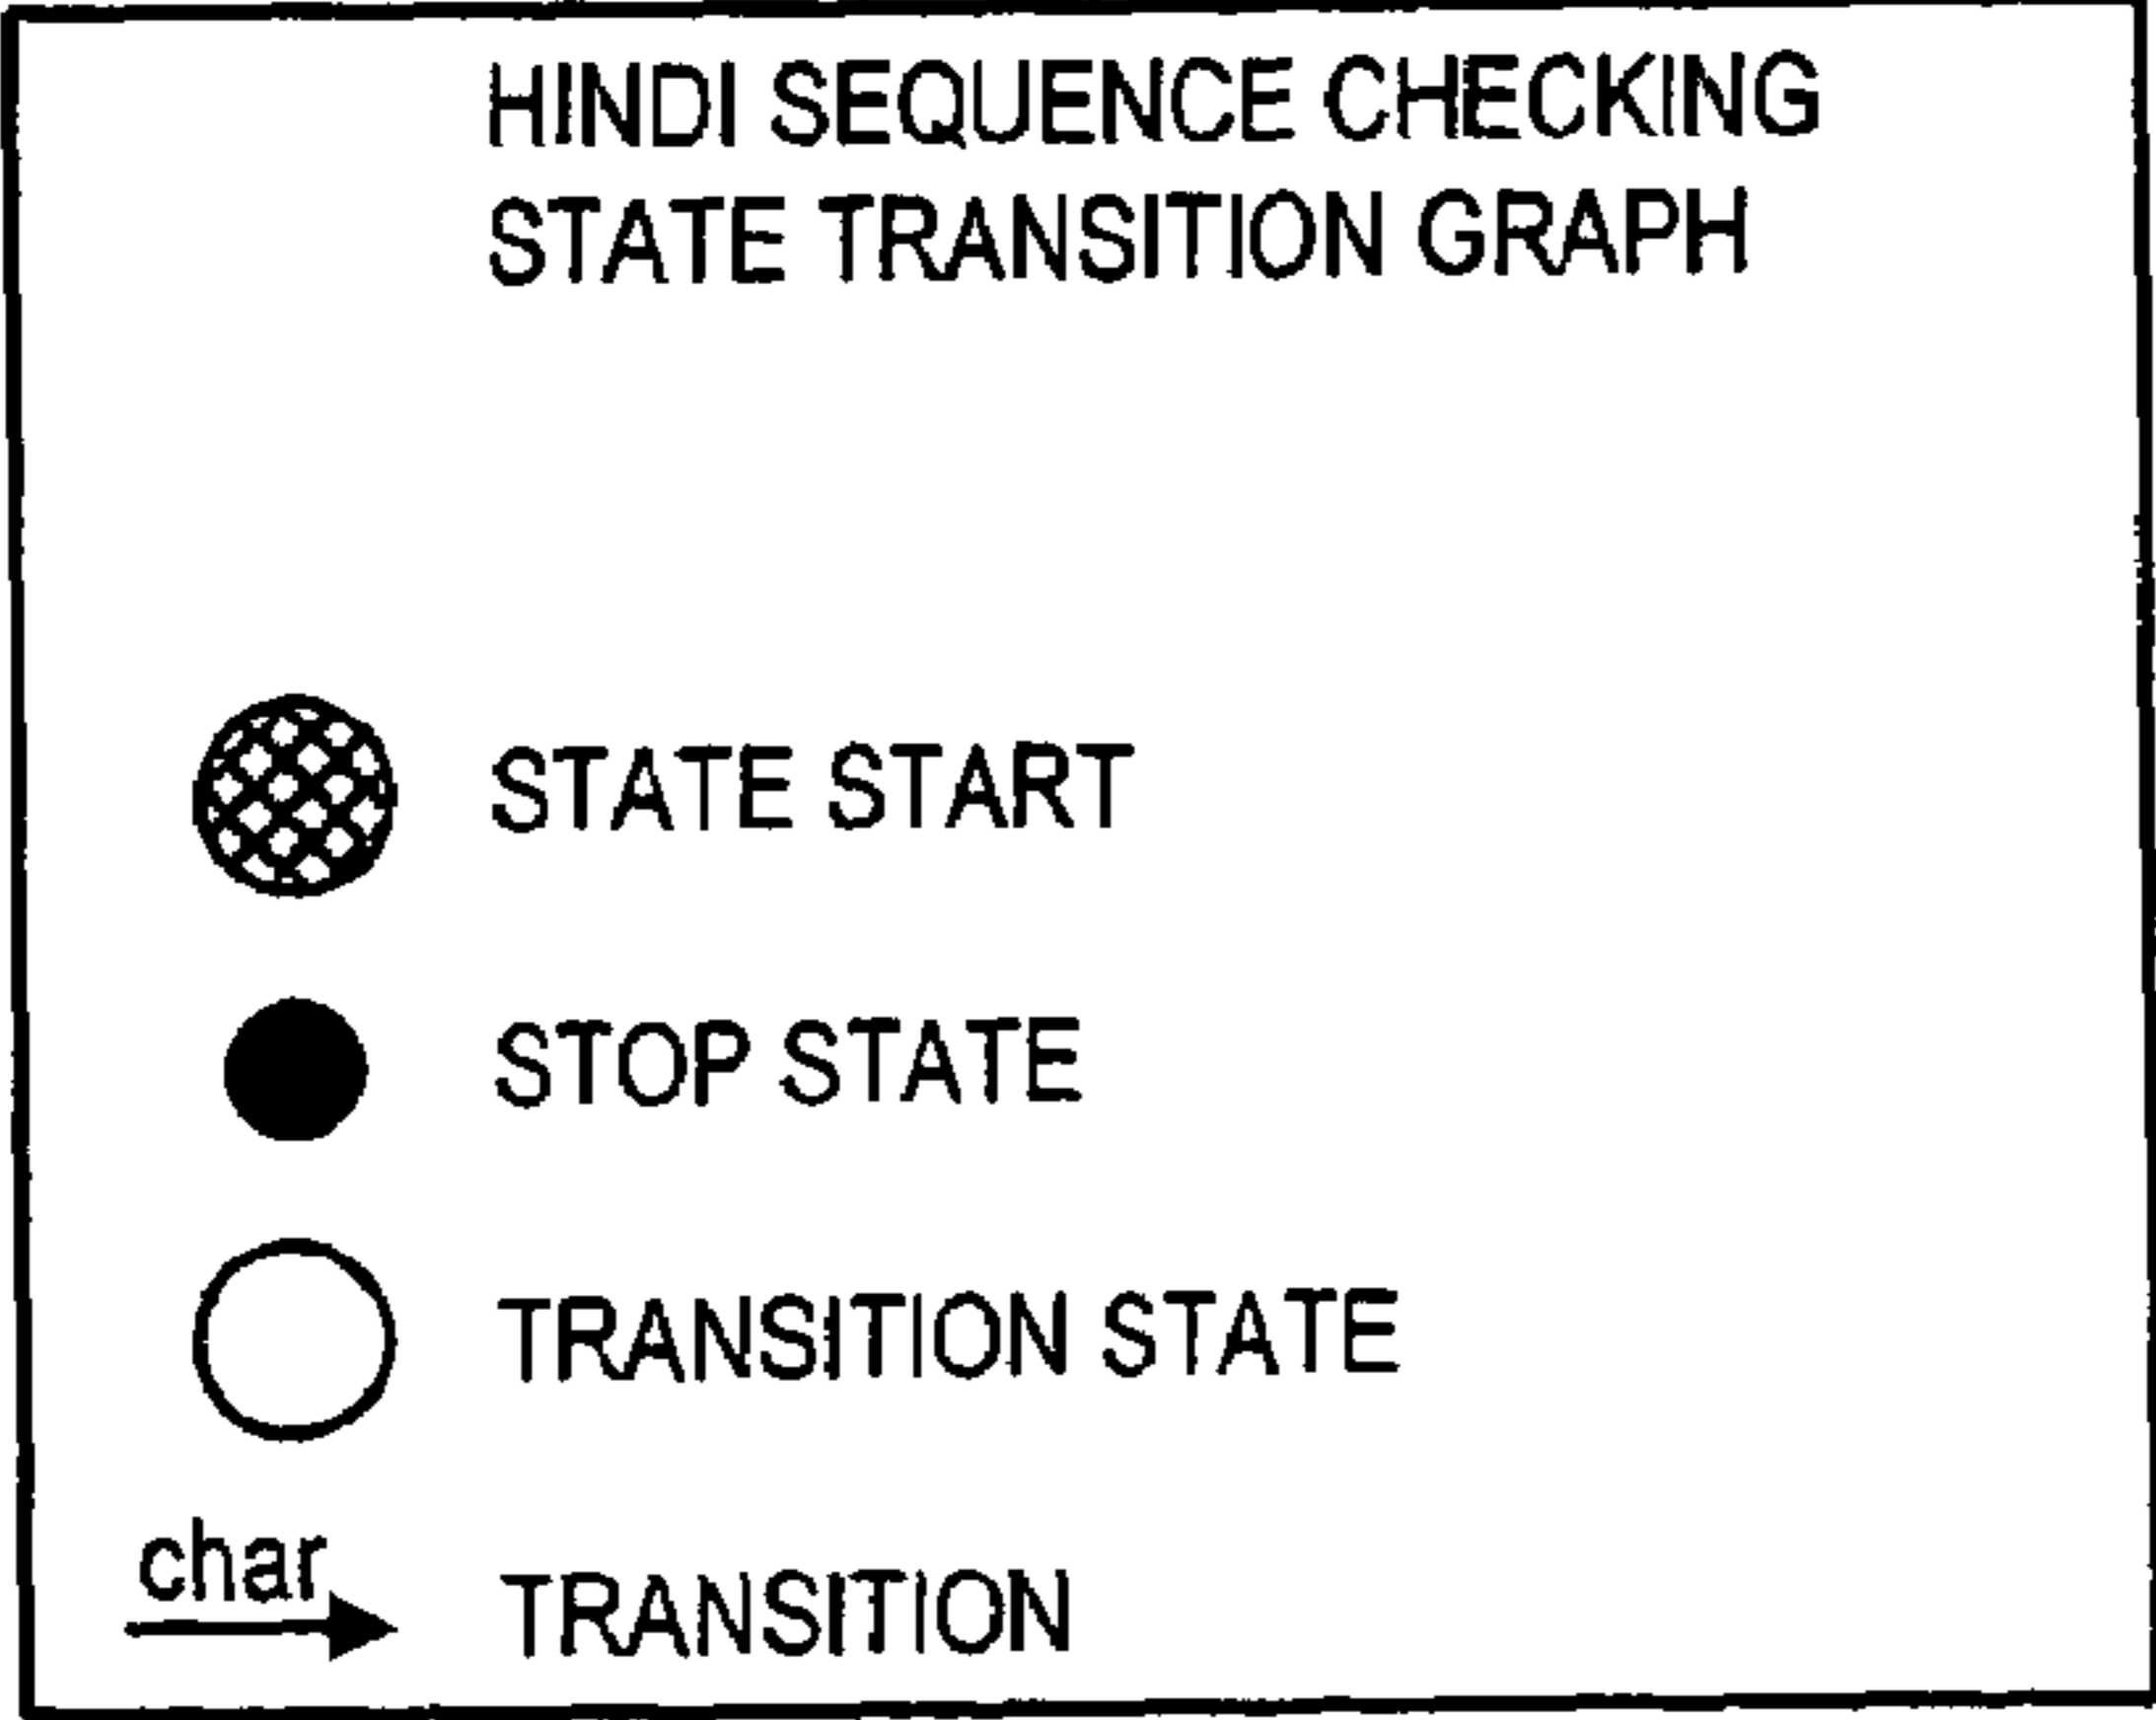 HINDI SEQUENCE CHECKING
STATE TRANSITION GRAPH
STATE START
STOP STATE
TRANSITION STATE
char
TRANSITION